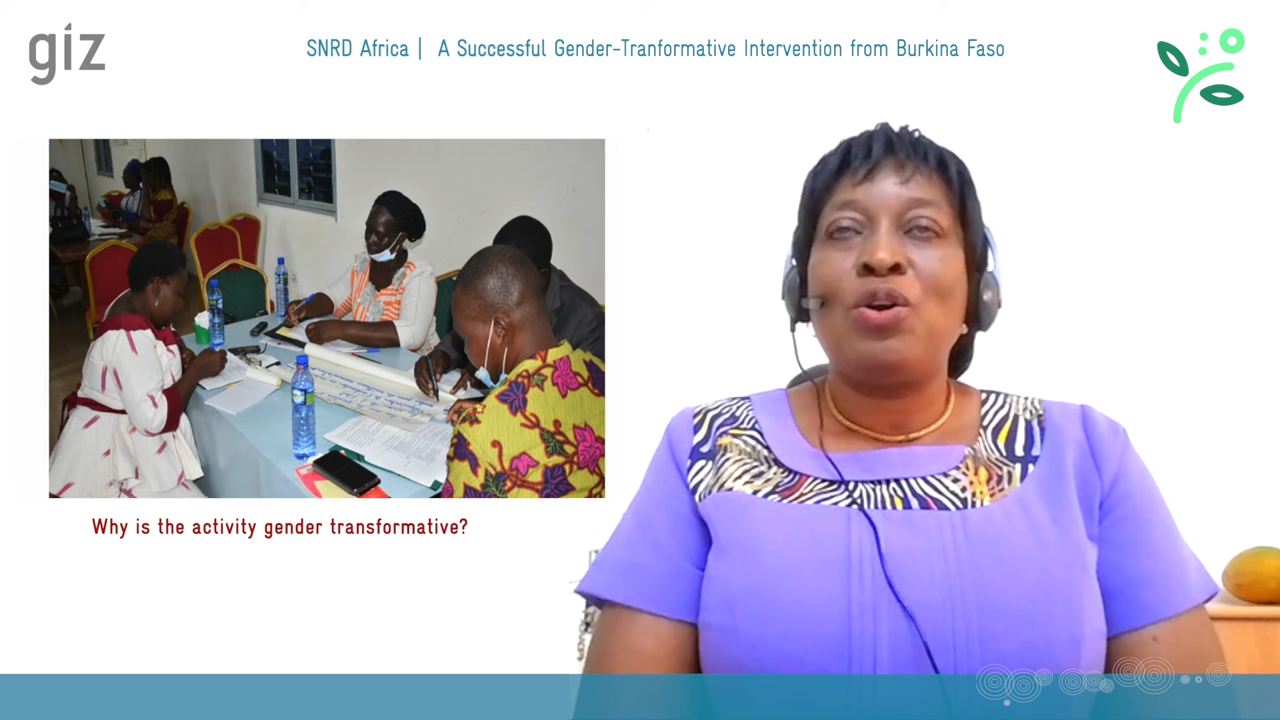 giz
SNRD Africa | A Successful Gender-Tranformative Intervention from Burkina Faso
Why is the activity gender transformative?